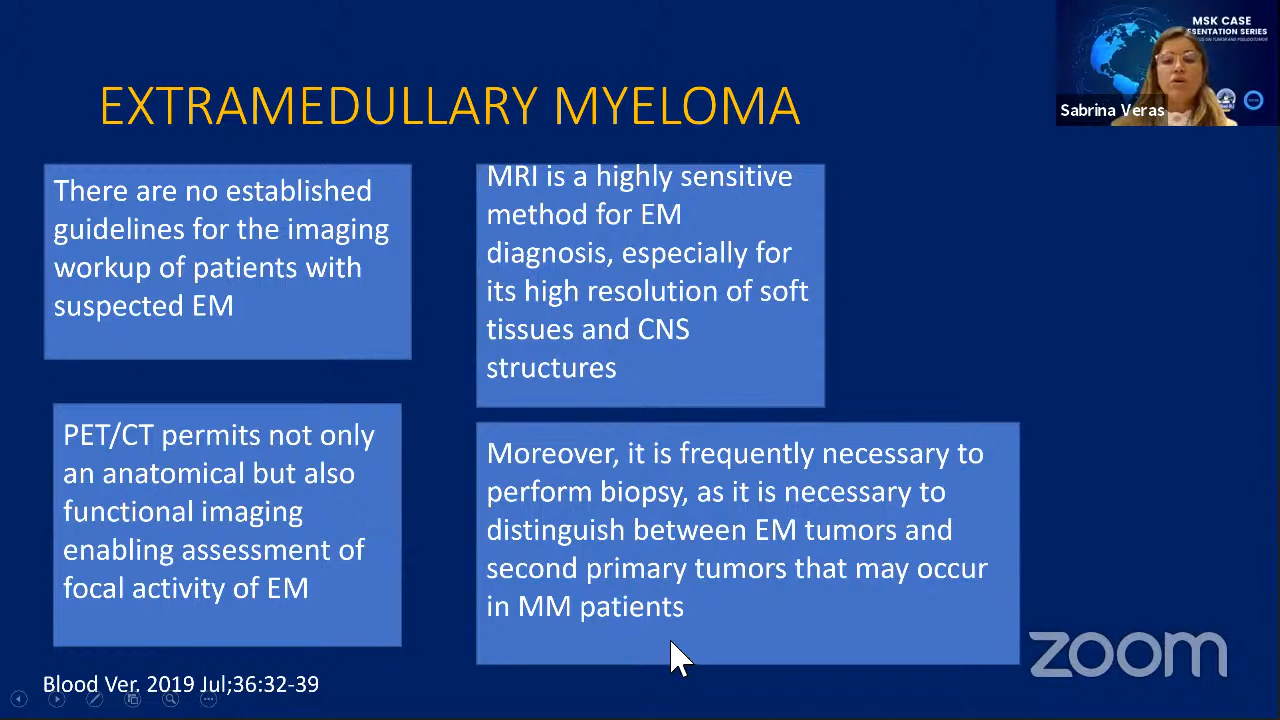 MSK CASE
EXTRAMEDULLARY MYELOMA
Sabrina Veras
There are no established
guidelines for the imaging
workup of patients with
suspected EM
MRI is a highly sensitive
method for EM
diagnosis, especially for
its high resolution of soft
tissues and CNS
structures
PET/CT permits not only
an anatomical but also
functional imaging
enabling assessment of
focal activity of EM
Moreover, it is frequently necessary to
perform biopsy, as it is necessary to
distinguish between EM tumors and
second primary tumors that may occur
in MM patients
Blood Ver. 2019 Jul;36:32-39
zoom